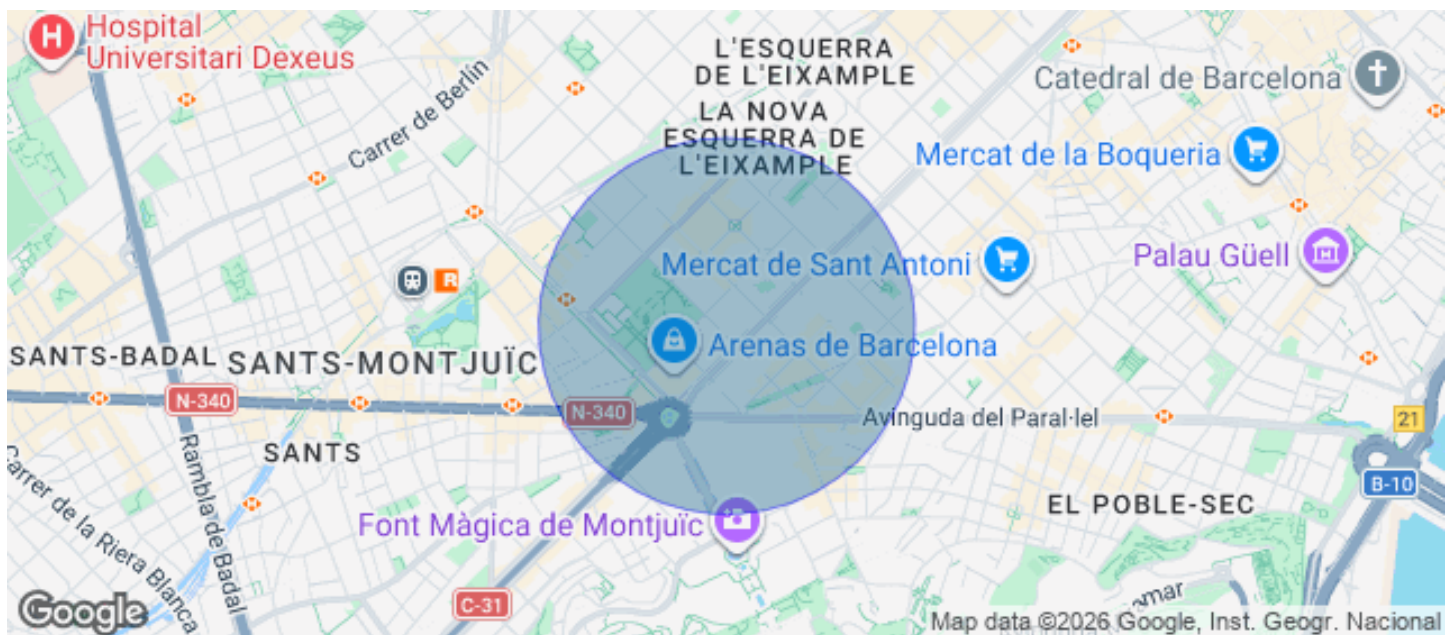 Hospital
Universitari Dexeus
L'ESQUERRA
DE L'EIXAMPLE
Catedral de Barcelona
Carrer de Berlín
LA NOVA
ESQUERRA DE
L'EIXAMPLE
Mercat de la Boqueria
Mercat de Sant Antoni
Palau Güell
R
Arenas de Barcelona
SANTS-BADAL
SANTS-MONTJUÏC
N-340
N-340
Avinguda del Paral·lel
21
SANTS
Rambla de Badal
Carrer de la Riera Blanca
B-10
EL POBLE-SEC
Font Màgica de Montjuïc
C-31
Google
Map data ©2026 Google, Inst. Geogr. Nacional